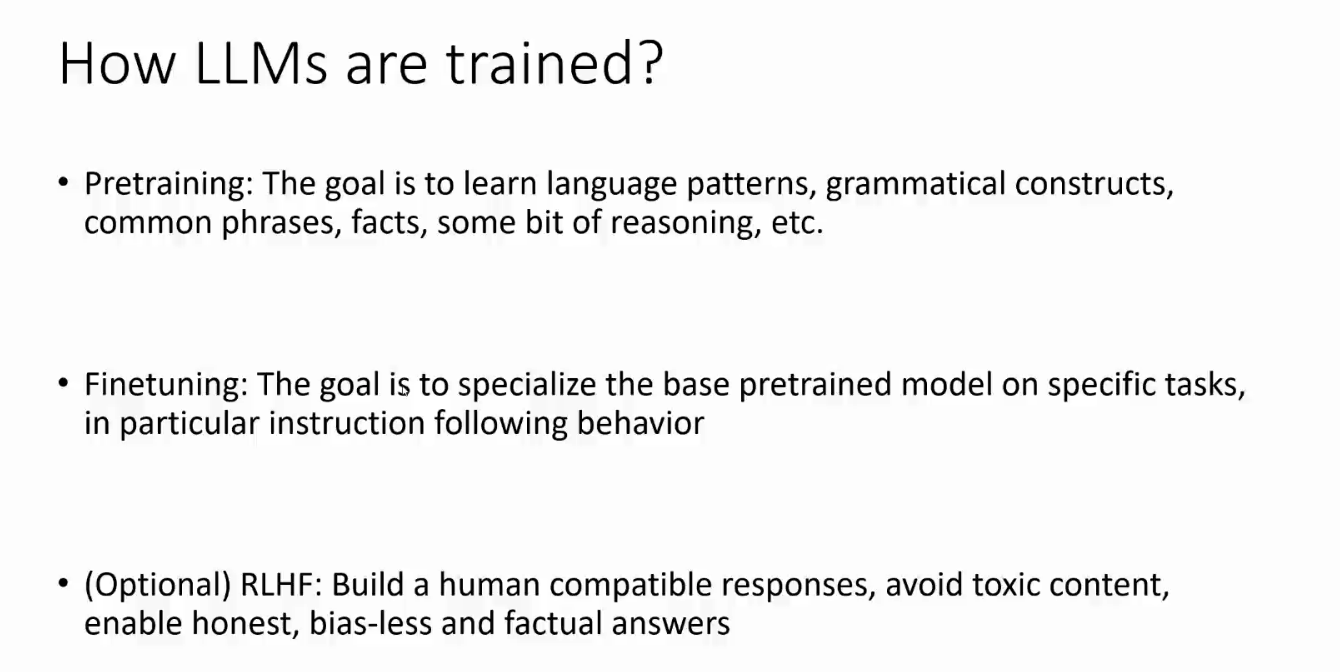 How LLMs are trained?
• Pretraining: The goal is to learn language patterns, grammatical constructs,
common phrases, facts, some bit of reasoning, etc.
• Finetuning: The goal is to specialize the base pretrained model on specific tasks,
in particular instruction following behavior
• (Optional) RLHF: Build a human compatible responses, avoid toxic content,
enable honest, bias-less and factual answers